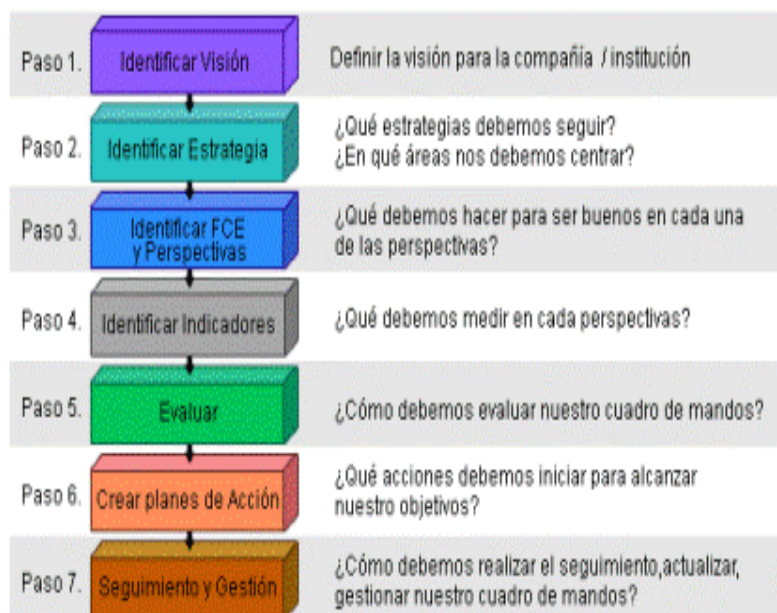 Paso 1.
Identificar Visión
Definir la visión para la compañía / institución
Paso 2.
Identificar Estrategia
¿Qué estrategias debemos seguir?
¿En qué áreas nos debemos centrar?
Paso 3.
Identificar FCE
y Perspectivas
¿Qué debemos hacer para ser buenos en cada una
de las perspectivas?
Paso 4.
Identificar Indicadores
¿Qué debemos medir en cada perspectivas?
Paso 5.
Evaluar
¿Cómo debemos evaluar nuestro cuadro de mandos?
Paso 6.
Crear planes de Acción
¿Qué acciones debemos iniciar para alcanzar
nuestro objetivos?
Paso 7.
Seguimiento y Gestión
¿Cómo debemos realizar el seguimiento,actualizar,
gestionar nuestro cuadro de mandos?